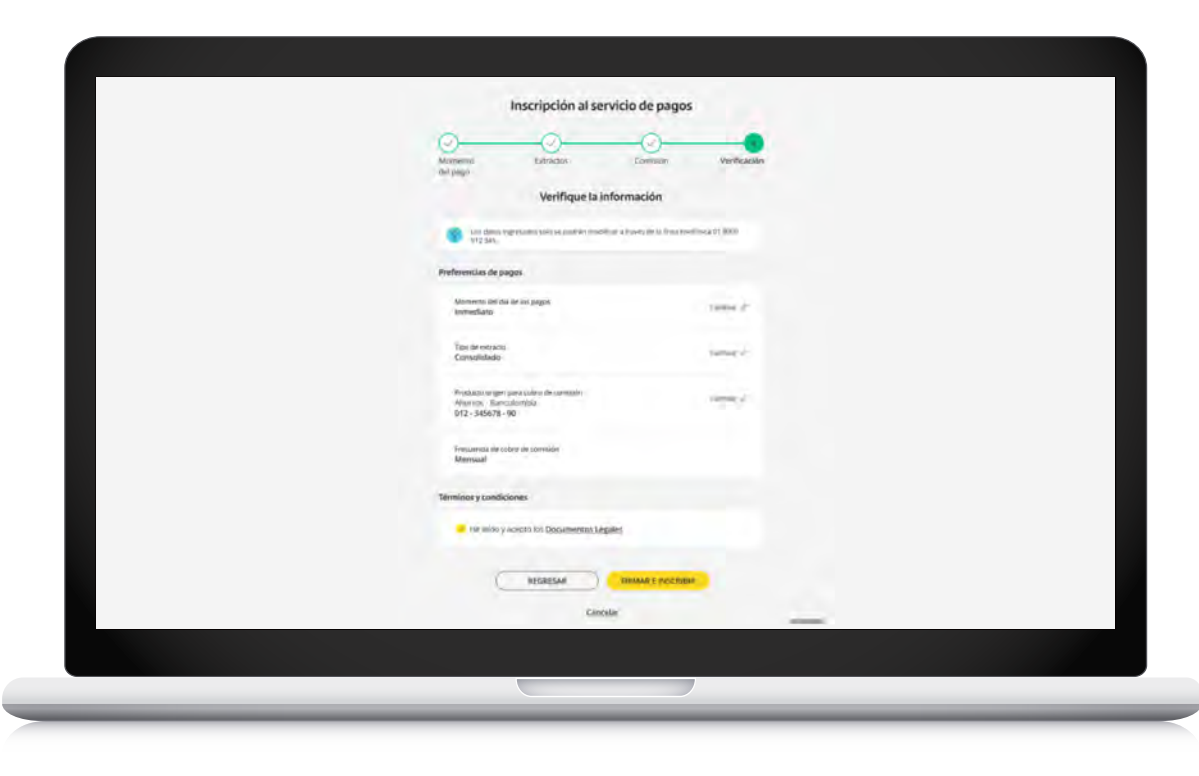 Inscripción al servicio de pagos
Momento
del pago
Extractos
Comisión
Verificación
Verifique la información
Los datos ingresados solo se podrán modificar a través de la línea telefónica 01 8000
912 345.
Preferencias de pagos
Momento del día de los pagos
Inmediato
Cambiar
Tipo de extracto
Consolidado
Cambiar
Producto origen para cobro de comisión
Ahorros - Bancolombia
012 - 345678 - 90
Cambiar
Frecuencia de cobro de comisión
Mensual
Términos y condiciones
He leído y acepto los Documentos Legales
REGRESAR
FIRMAR E INSCRIBIR
Cancelar